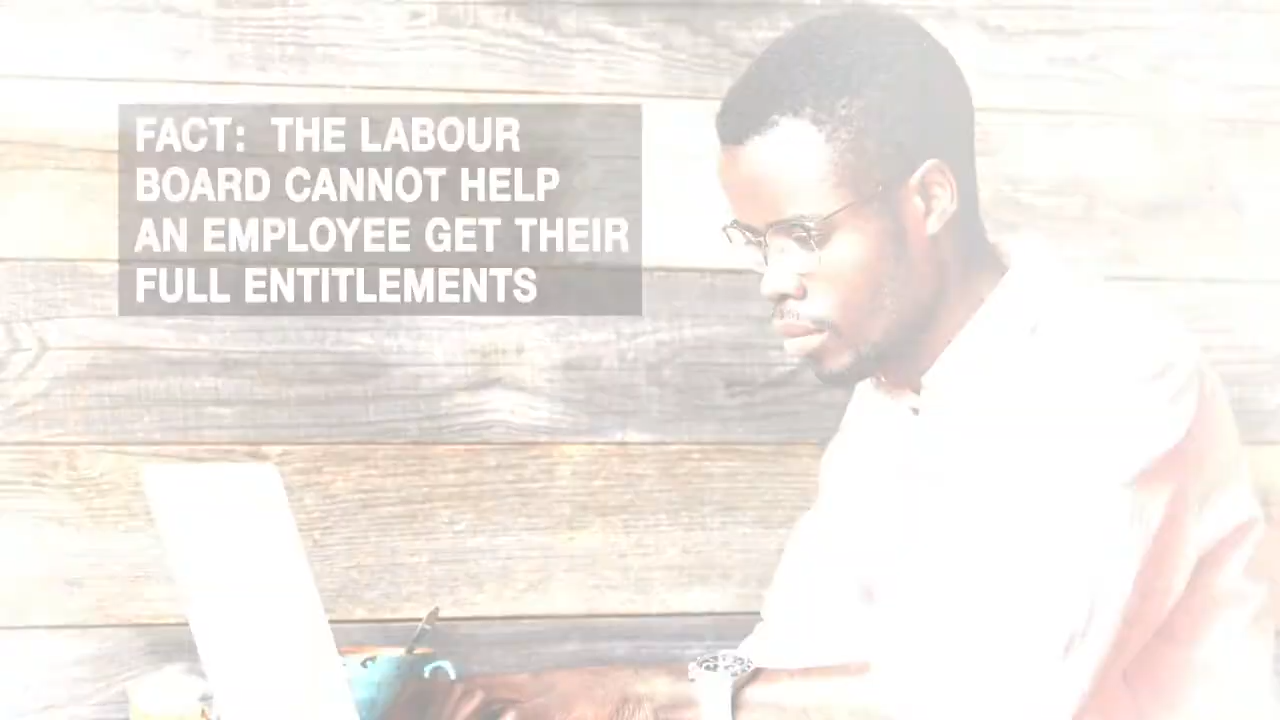 FACT:  THE LABOUR
BOARD CANNOT HELP
AN EMPLOYEE GET THEIR
FULL ENTITLEMENTS